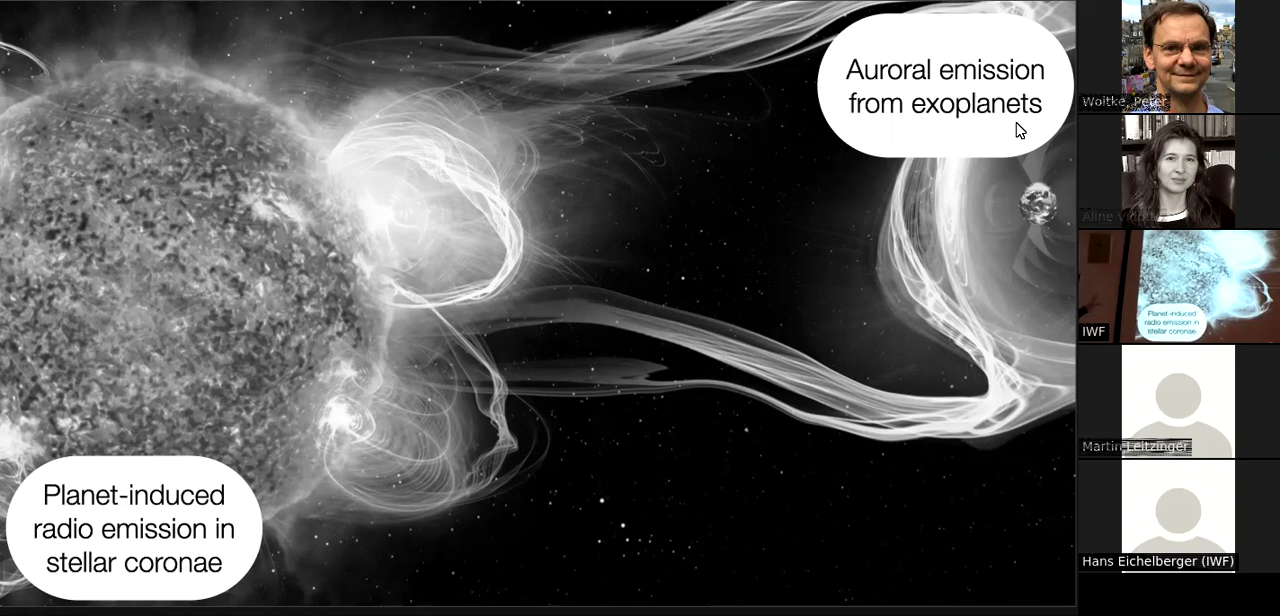 Auroral emission
from exoplanets
Planet-induced
radio emission in
stellar coronae
Woitke, Peter
Aline Vidotto
Planet-induced
radio emission in
stellar coronae
IWF
Martin Leitzinger
Hans Eichelberger (IWF)